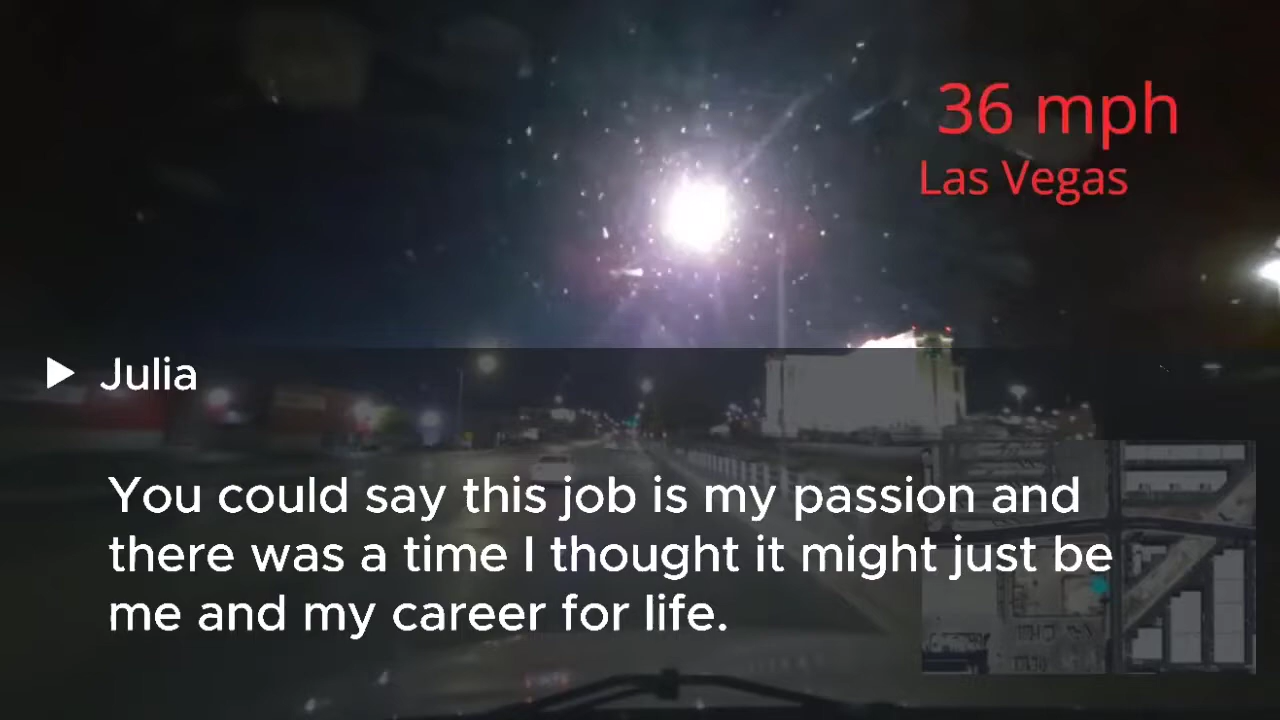 36 mph
Las Vegas
Julia
You could say this job is my passion and
there was a time I thought it might just be
me and my career for life.